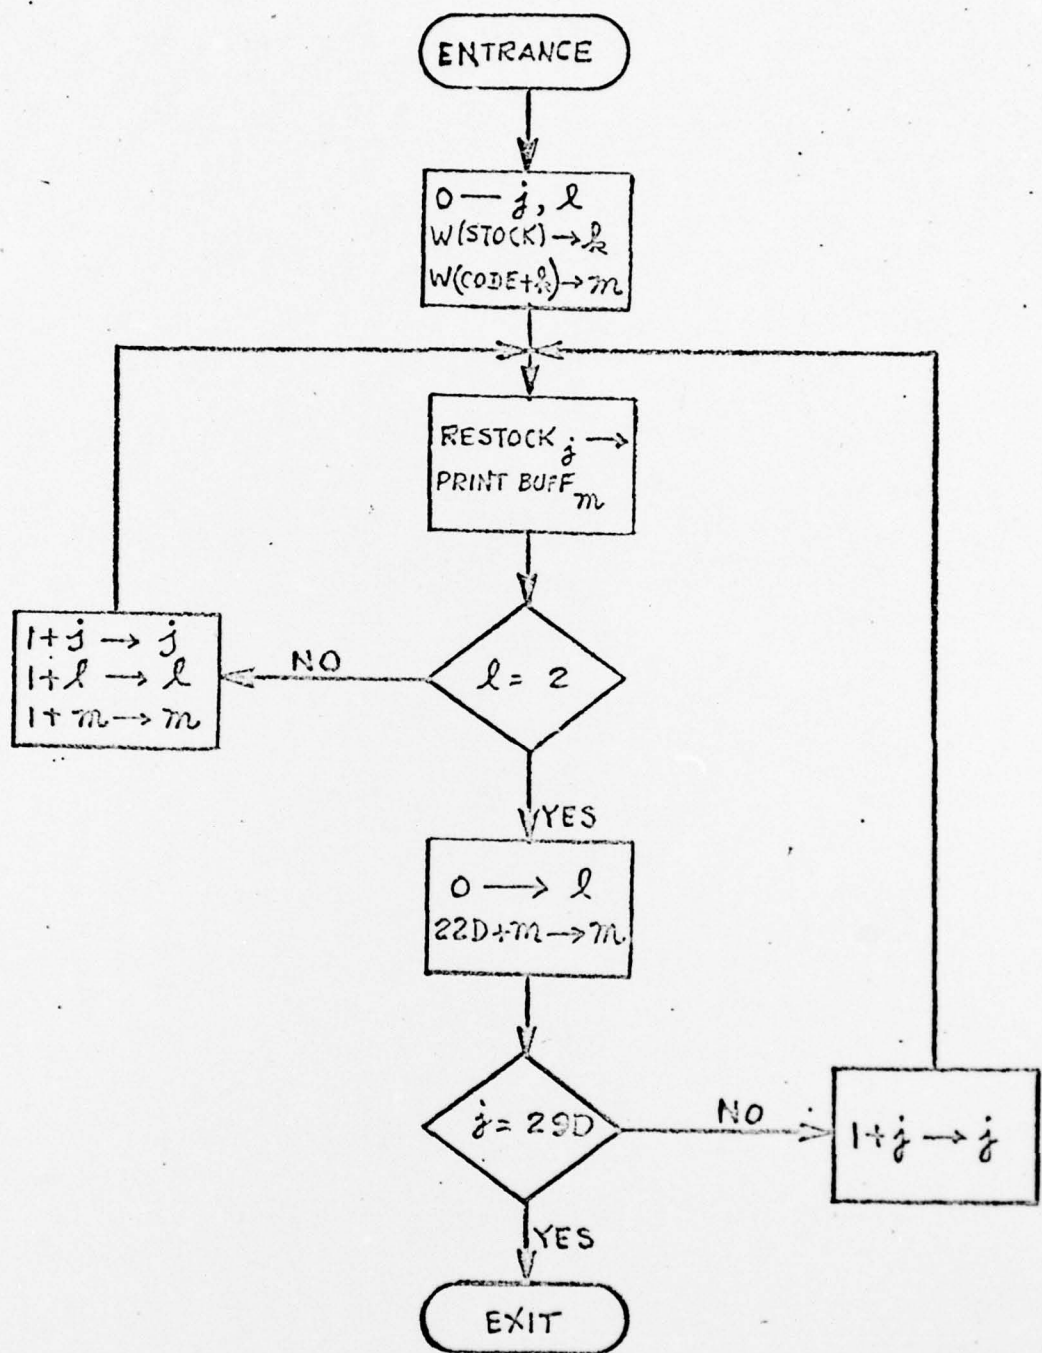 ENTRANCE
0 — j, l
W(STOCK) → k
W(CODE+k) → m
RESTOCK j →
PRINT BUFF m
l = 2
NO
1+j → j
1+l → l
1+m → m
YES
0 → l
22D+m → m
j = 29D
NO
1+j → j
YES
EXIT